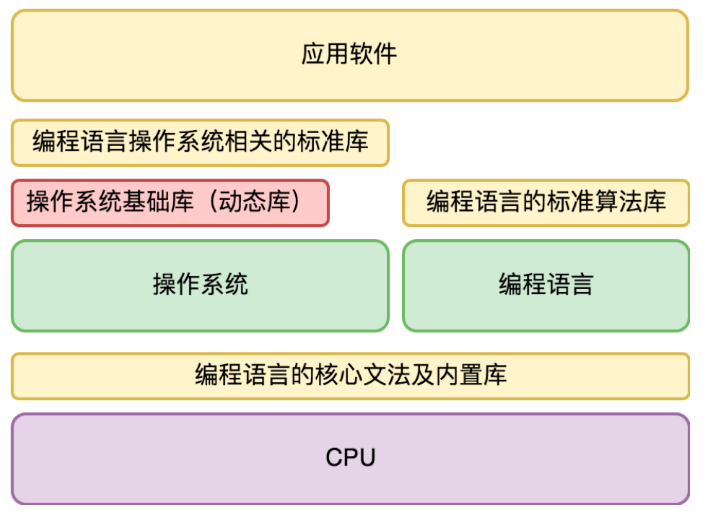 应用软件
编程语言操作系统相关的标准库
操作系统基础库（动态库）
编程语言的标准算法库
操作系统
编程语言
编程语言的核心文法及内置库
CPU